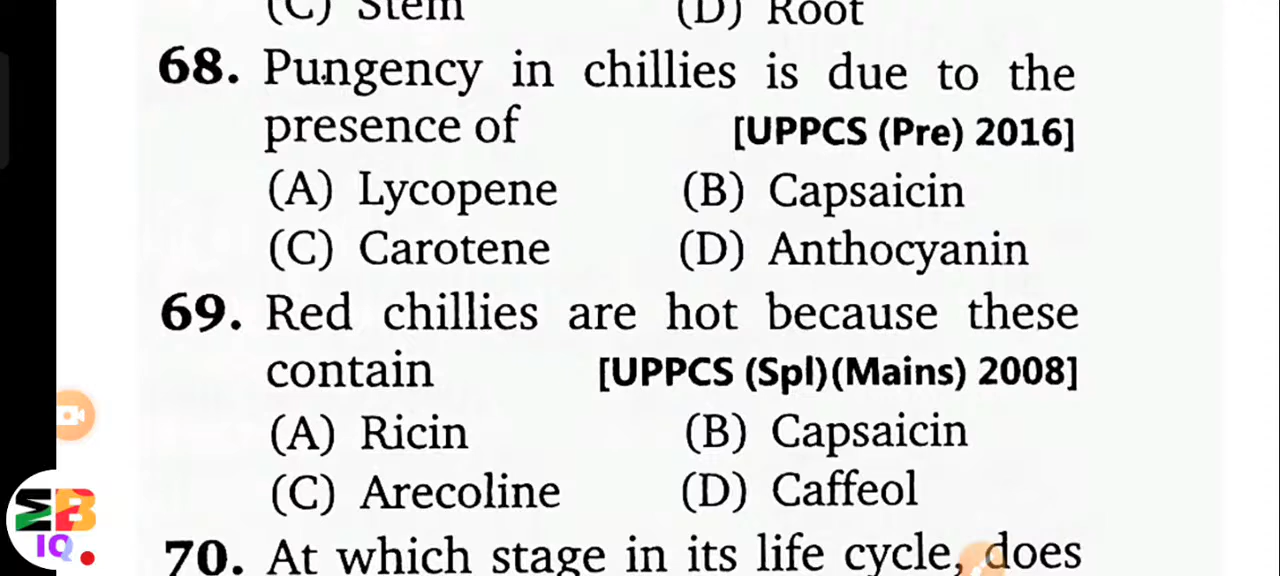 (C) Stem (D) Root
68. Pungency in chillies is due to the
presence of [UPPCS (Pre) 2016]
(A) Lycopene (B) Capsaicin
(C) Carotene (D) Anthocyanin
69. Red chillies are hot because these
contain [UPPCS (Spl)(Mains) 2008]
(A) Ricin (B) Capsaicin
(C) Arecoline (D) Caffeol
70. At which stage in its life cycle, does
MB
IQ